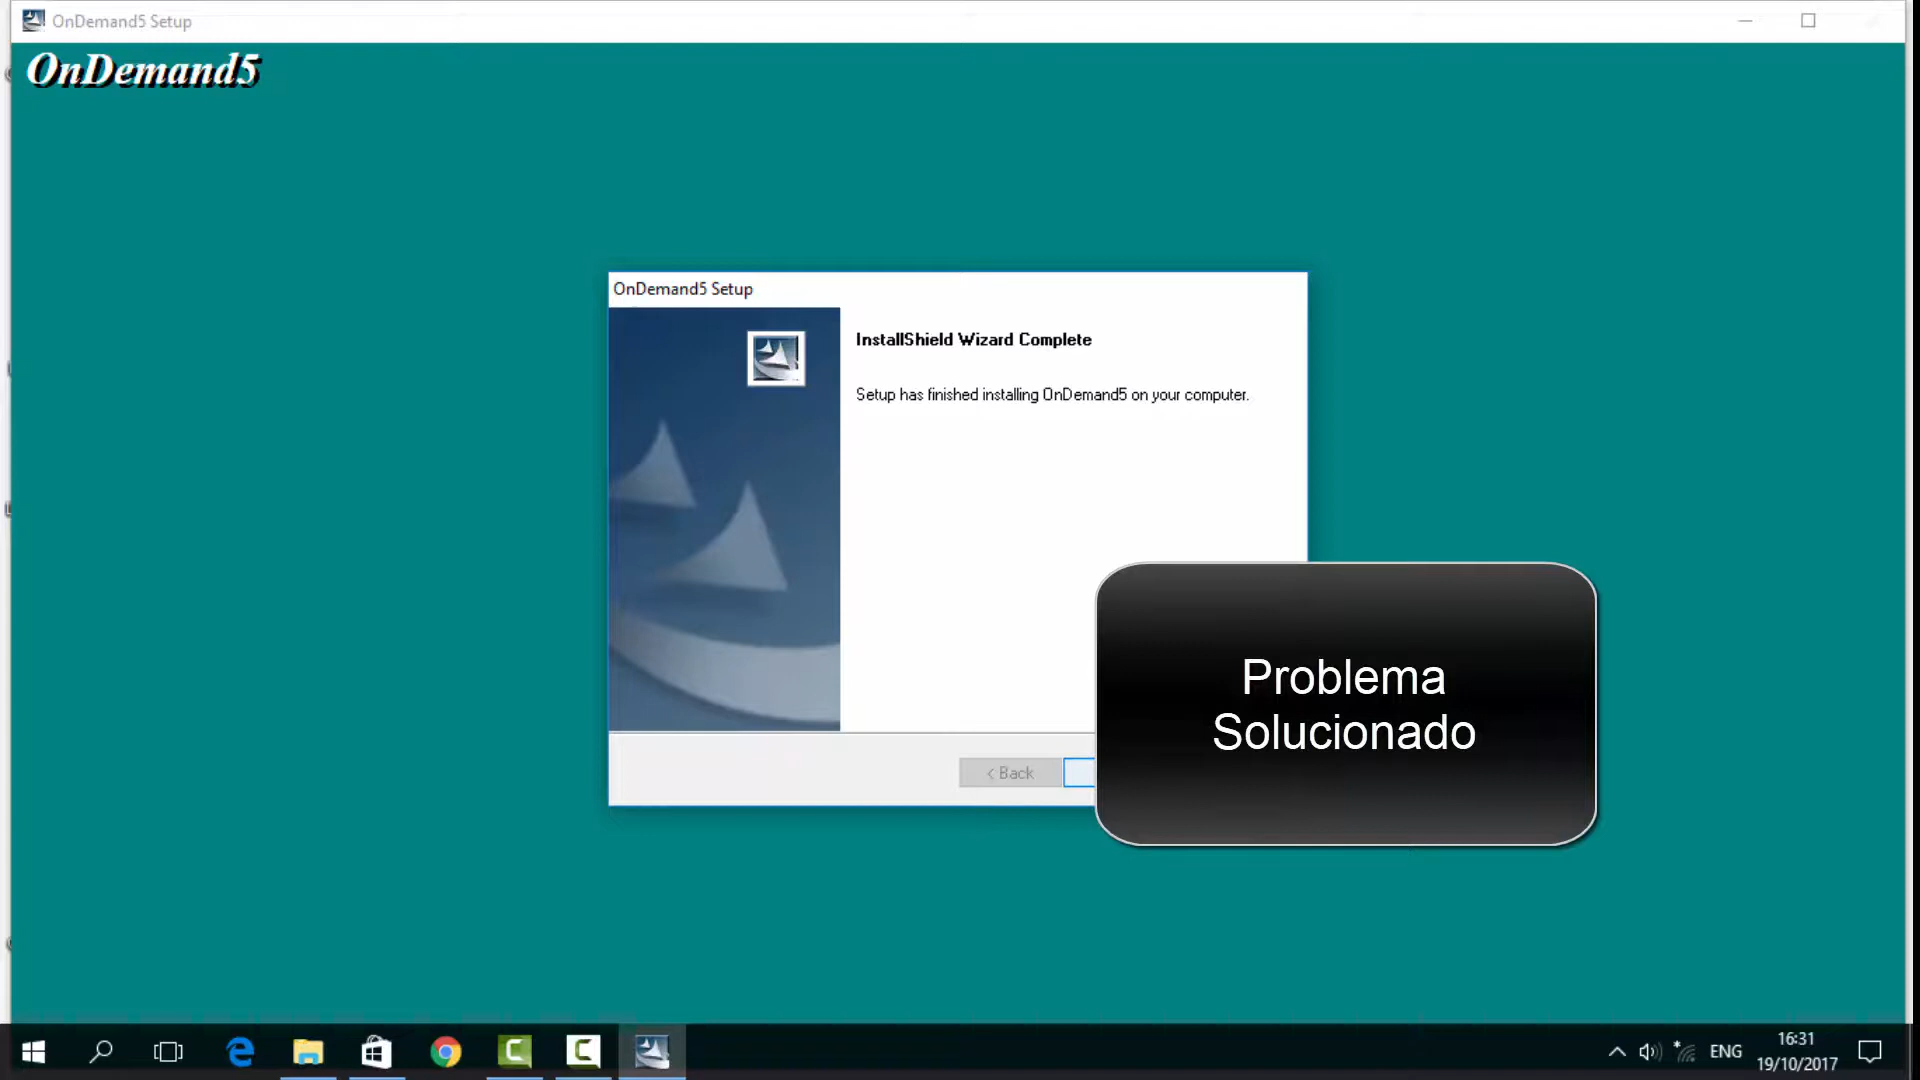 OnDemand5 Setup
OnDemand5
OnDemand5 Setup
InstallShield Wizard Complete
Setup has finished installing OnDemand5 on your computer.
< Back
Problema
Solucionado
ENG
16:31
19/10/2017